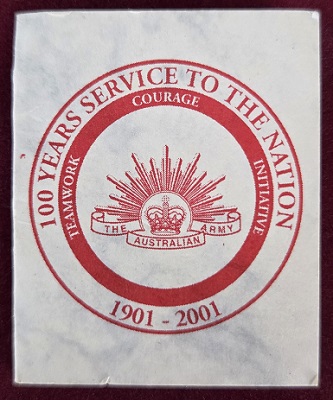 100 YEARS SERVICE TO THE NATION
COURAGE
TEAMWORK
INITIATIVE
THE ARMY
AUSTRALIAN
1901 - 2001